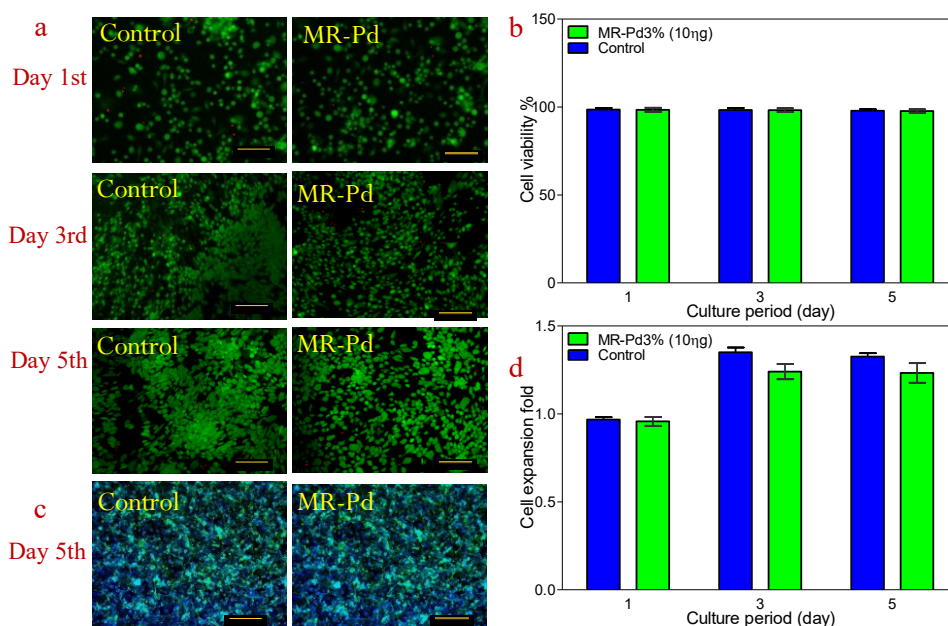 a
Control
MR-Pd
Day 1st
Control
MR-Pd
Day 3rd
Control
MR-Pd
Day 5th
c
Control
MR-Pd
Day 5th
b
150
100
50
0
Cell viability %
MR-Pd3% (10ηg)
Control
1
3
5
Culture period (day)
d
1.5
1.0
0.5
0.0
Cell expansion fold
MR-Pd3% (10ηg)
Control
1
3
5
Culture period (day)